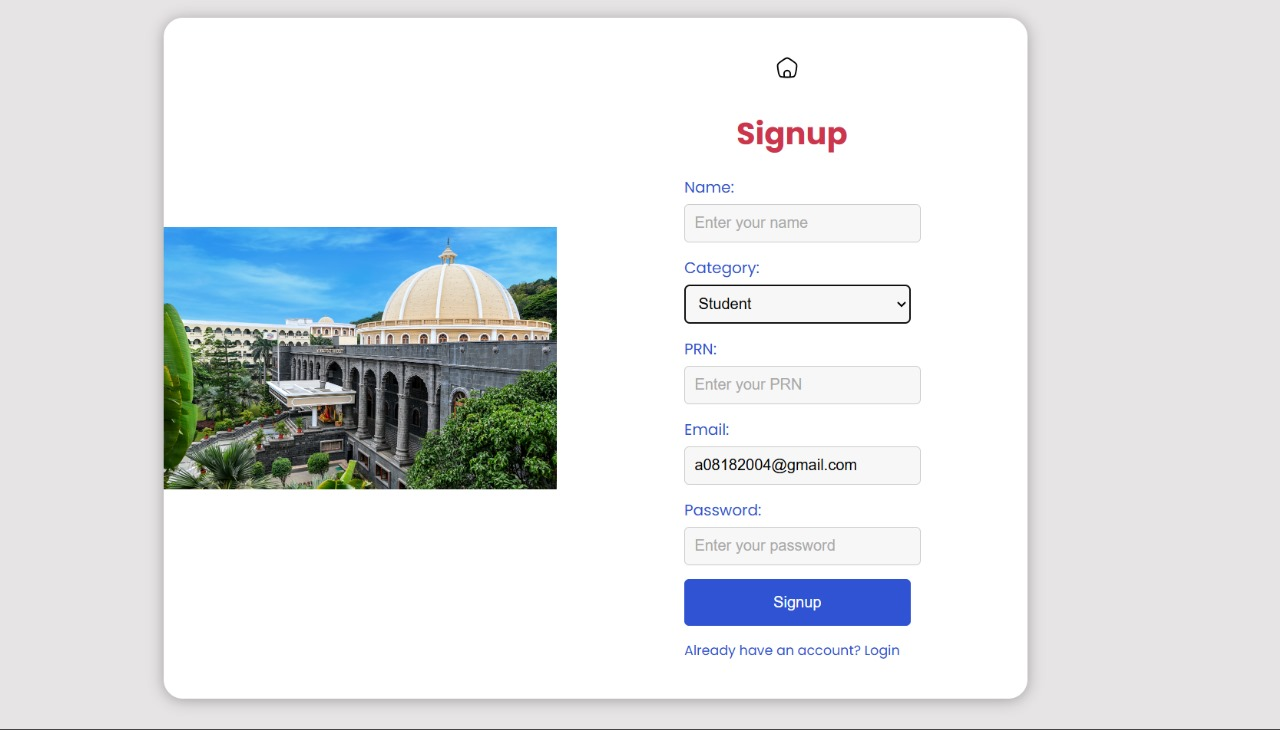 Signup
Name:
Enter your name
Category:
Student
PRN:
Enter your PRN
Email:
a08182004@gmail.com
Password:
Enter your password
Signup
Already have an account? Login